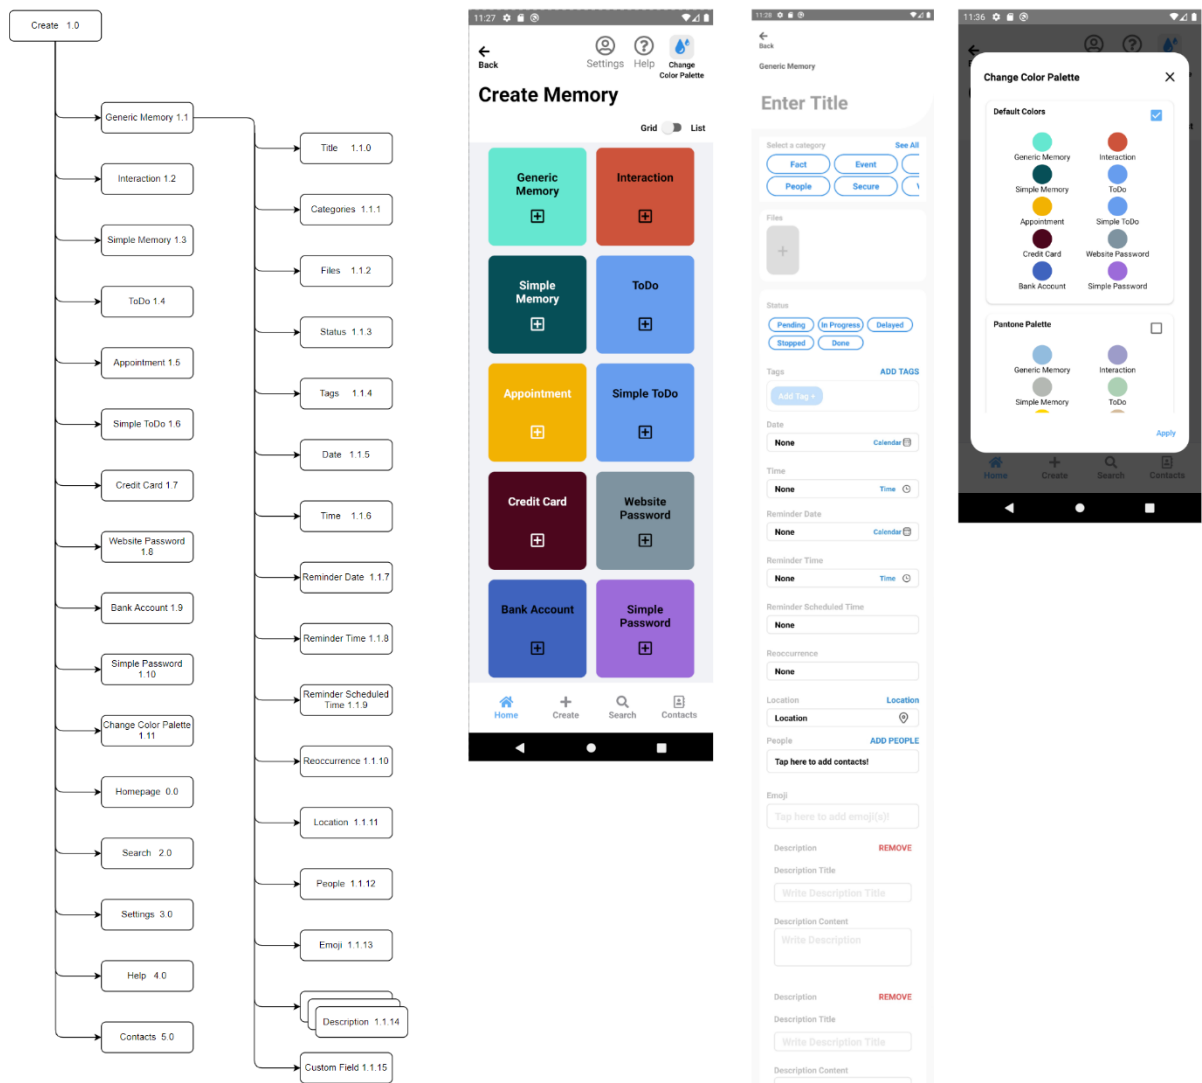 Create 1.0
Generic Memory 1.1
Interaction 1.2
Simple Memory 1.3
ToDo 1.4
Appointment 1.5
Simple ToDo 1.6
Credit Card 1.7
Website Password
1.8
Bank Account 1.9
Simple Password
1.10
Change Color Palette
1.11
Homepage 0.0
Search 2.0
Settings 3.0
Help 4.0
Contacts 5.0
Title 1.1.0
Categories 1.1.1
Files 1.1.2
Status 1.1.3
Tags 1.1.4
Date 1.1.5
Time 1.1.6
Reminder Date 1.1.7
Reminder Time 1.1.8
Reminder Scheduled
Time 1.1.9
Reoccurrence 1.1.10
Location 1.1.11
People 1.1.12
Emoji 1.1.13
Description 1.1.14
Custom Field 1.1.15
11:27
Back
Settings
Help
Change
Color Palette
Create Memory
Grid
List
Generic
Memory
Interaction
Simple
Memory
ToDo
Appointment
Simple ToDo
Credit Card
Website
Password
Bank Account
Simple
Password
Home
Create
Search
Contacts
11:28
Back
Generic Memory
Enter Title
Select a category
See All
Fact
Event
People
Secure
Files
Status
Pending
In Progress
Delayed
Stopped
Done
Tags
ADD TAGS
Add Tag +
Date
None
Calendar
Time
None
Time
Reminder Date
None
Calendar
Reminder Time
None
Time
Reminder Scheduled Time
None
Reoccurrence
None
Location
Location
Location
People
ADD PEOPLE
Tap here to add contacts!
Emoji
Tap here to add emoji(s)!
Description
REMOVE
Description Title
Write Description Title
Description Content
Write Description
Description
REMOVE
Description Title
Write Description Title
Description Content
11:36
Change Color Palette
Default Colors
Generic Memory
Interaction
Simple Memory
ToDo
Appointment
Simple ToDo
Credit Card
Website Password
Bank Account
Simple Password
Pantone Palette
Generic Memory
Interaction
Simple Memory
ToDo
Apply
Home
Create
Search
Contacts